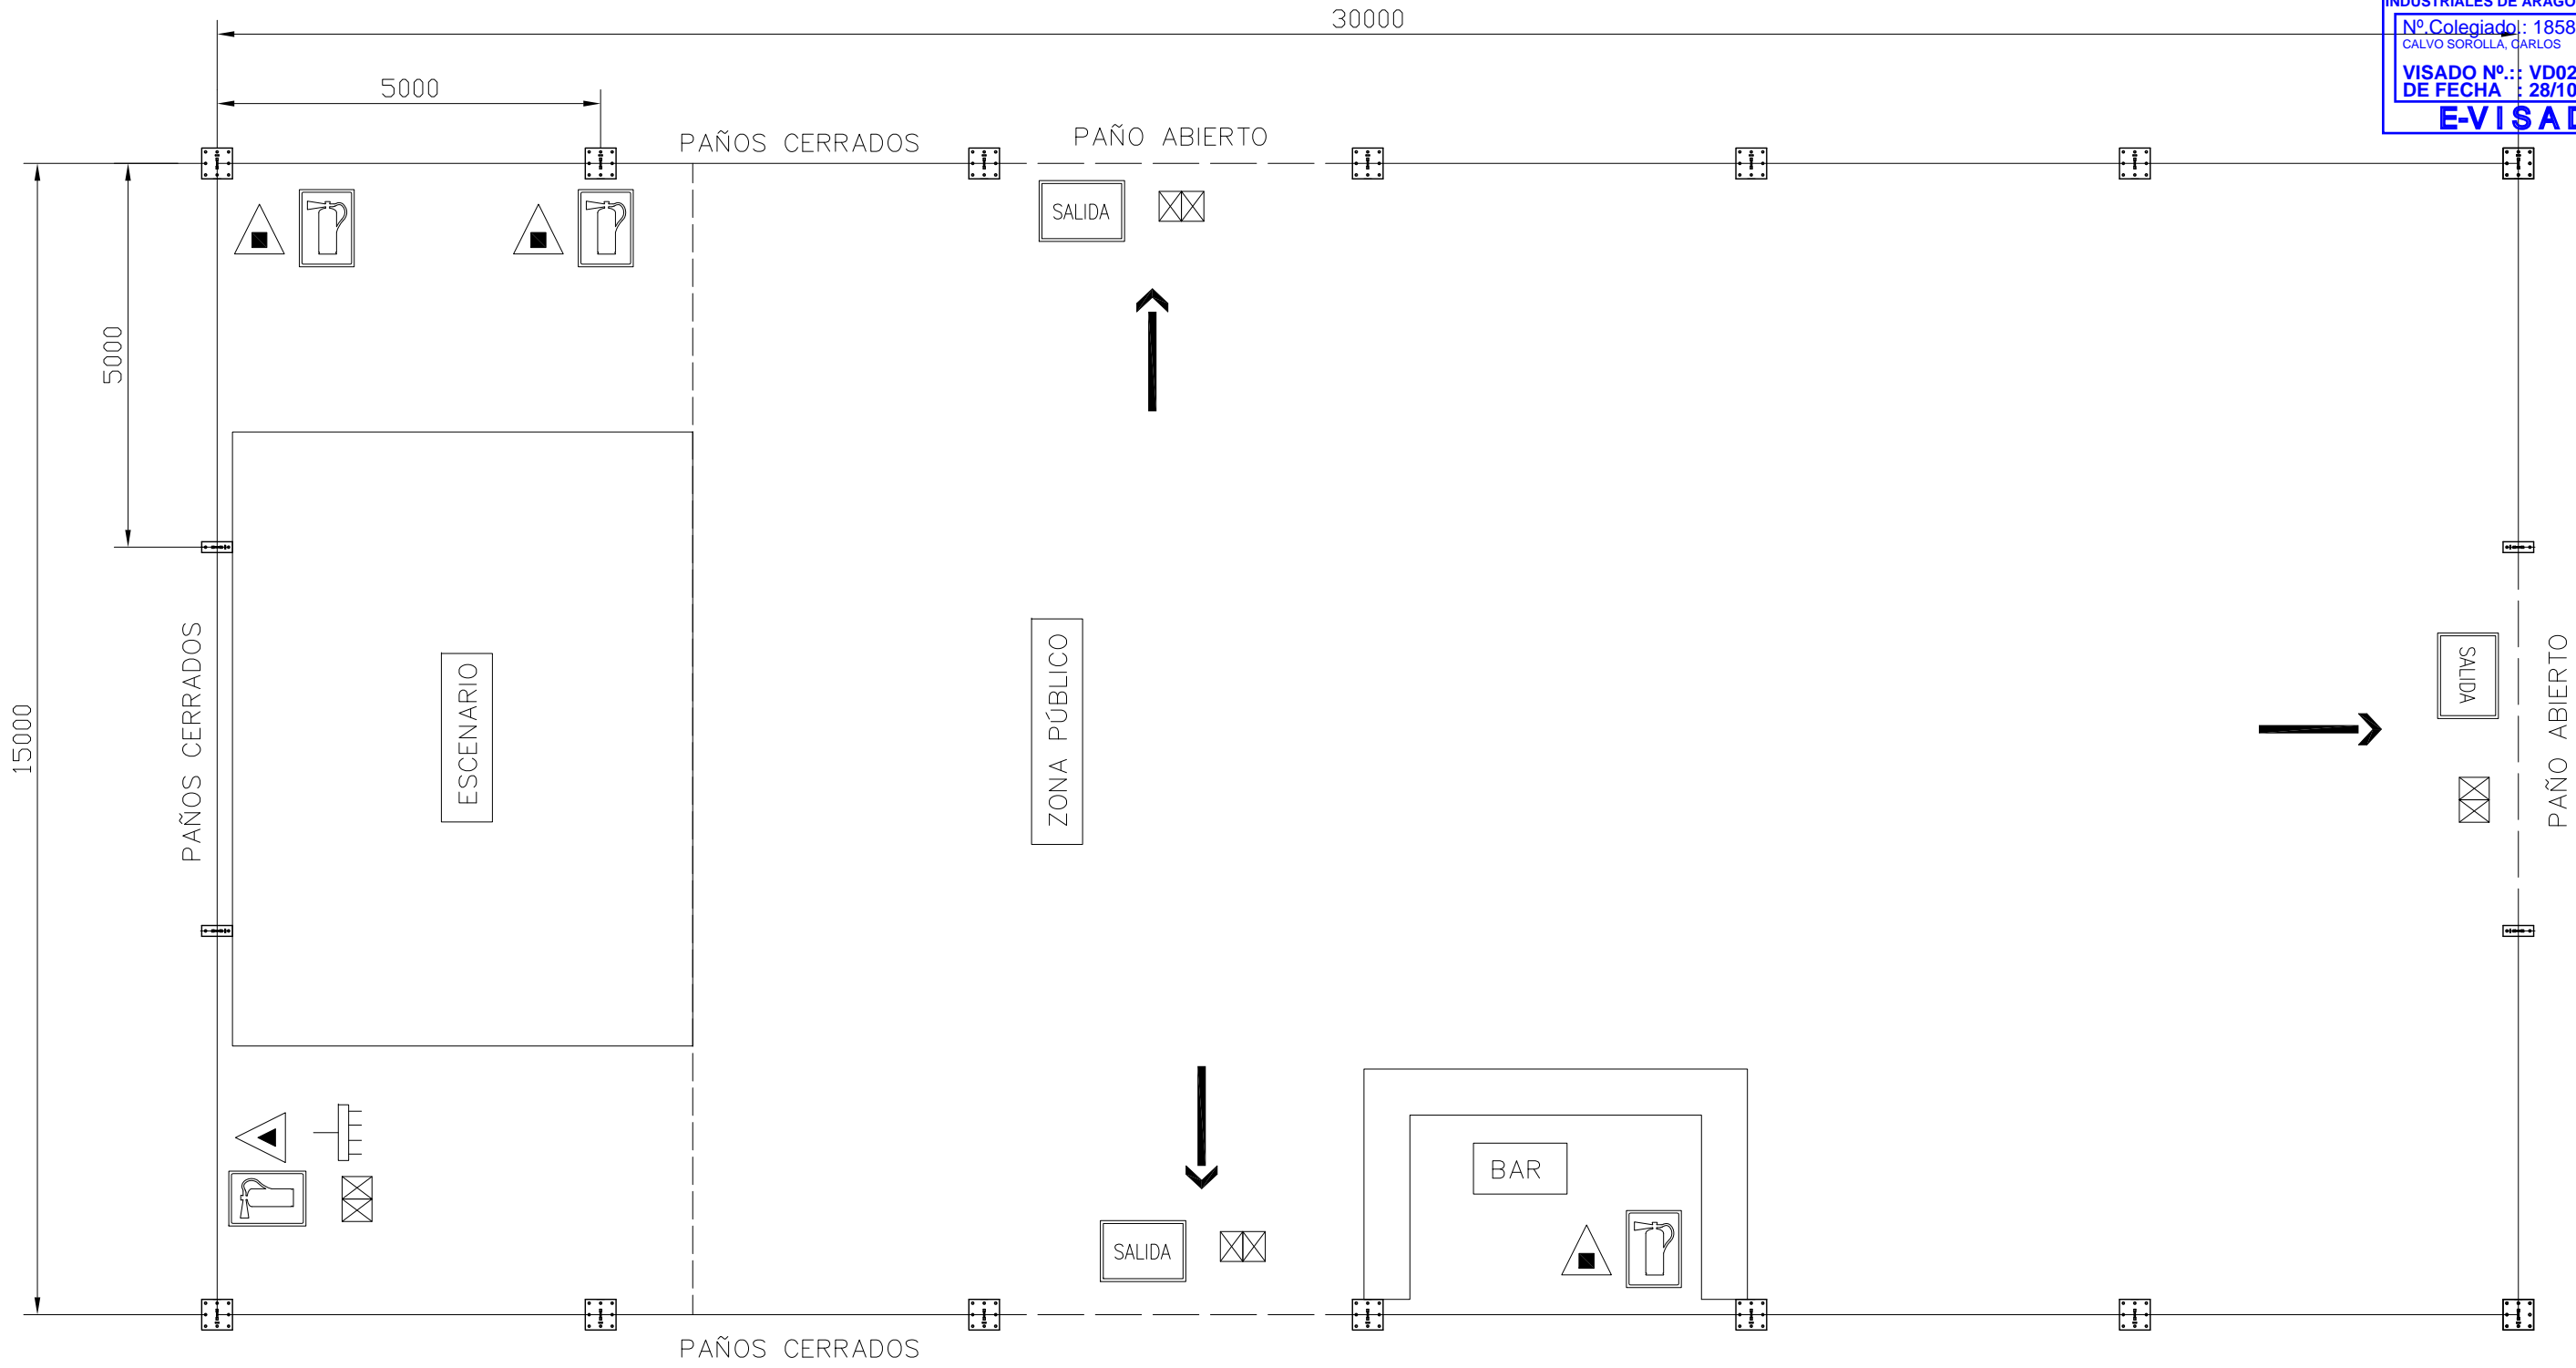 30000
INDUSTRIALES DE ARAGO
Nº.Colegiado.: 1858
CALVO SOROLLA, CARLOS
VISADO Nº.: : VD02
DE FECHA : 28/10
E-VISAD
5000
PAÑOS CERRADOS
PAÑO ABIERTO
SALIDA
5000
15000
PAÑOS CERRADOS
ESCENARIO
ZONA PÚBLICO
SALIDA
PAÑO ABIERTO
BAR
SALIDA
PAÑOS CERRADOS